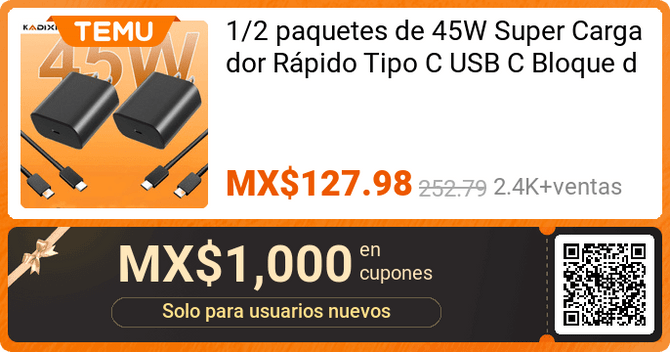 KADIXI
TEMU
45W
1/2 paquetes de 45W Super Carga
dor Rápido Tipo C USB C Bloque d
MX$127.98 252.79 2.4K+ventas
MX$1,000 en
cupones
Solo para usuarios nuevos